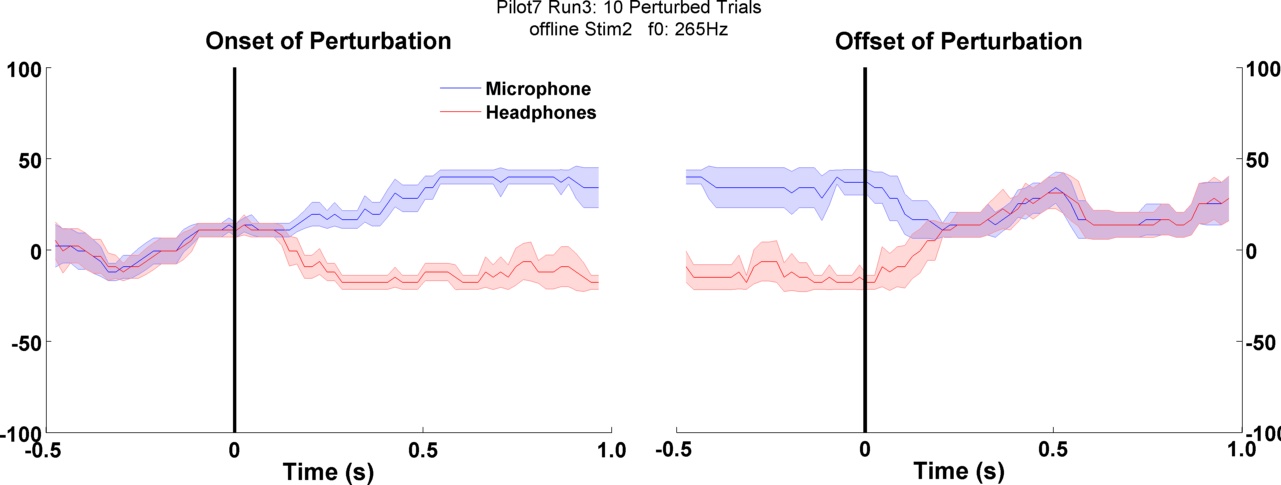 Pilot7 Run3: 10 Perturbed Trials
offline Stim2 f0: 265Hz
Onset of Perturbation
100
50
0
-50
-100
-0.5
0
0.5
1.0
Time (s)
Microphone
Headphones
Offset of Perturbation
100
50
0
-50
-100
-0.5
0
0.5
1.0
Time (s)